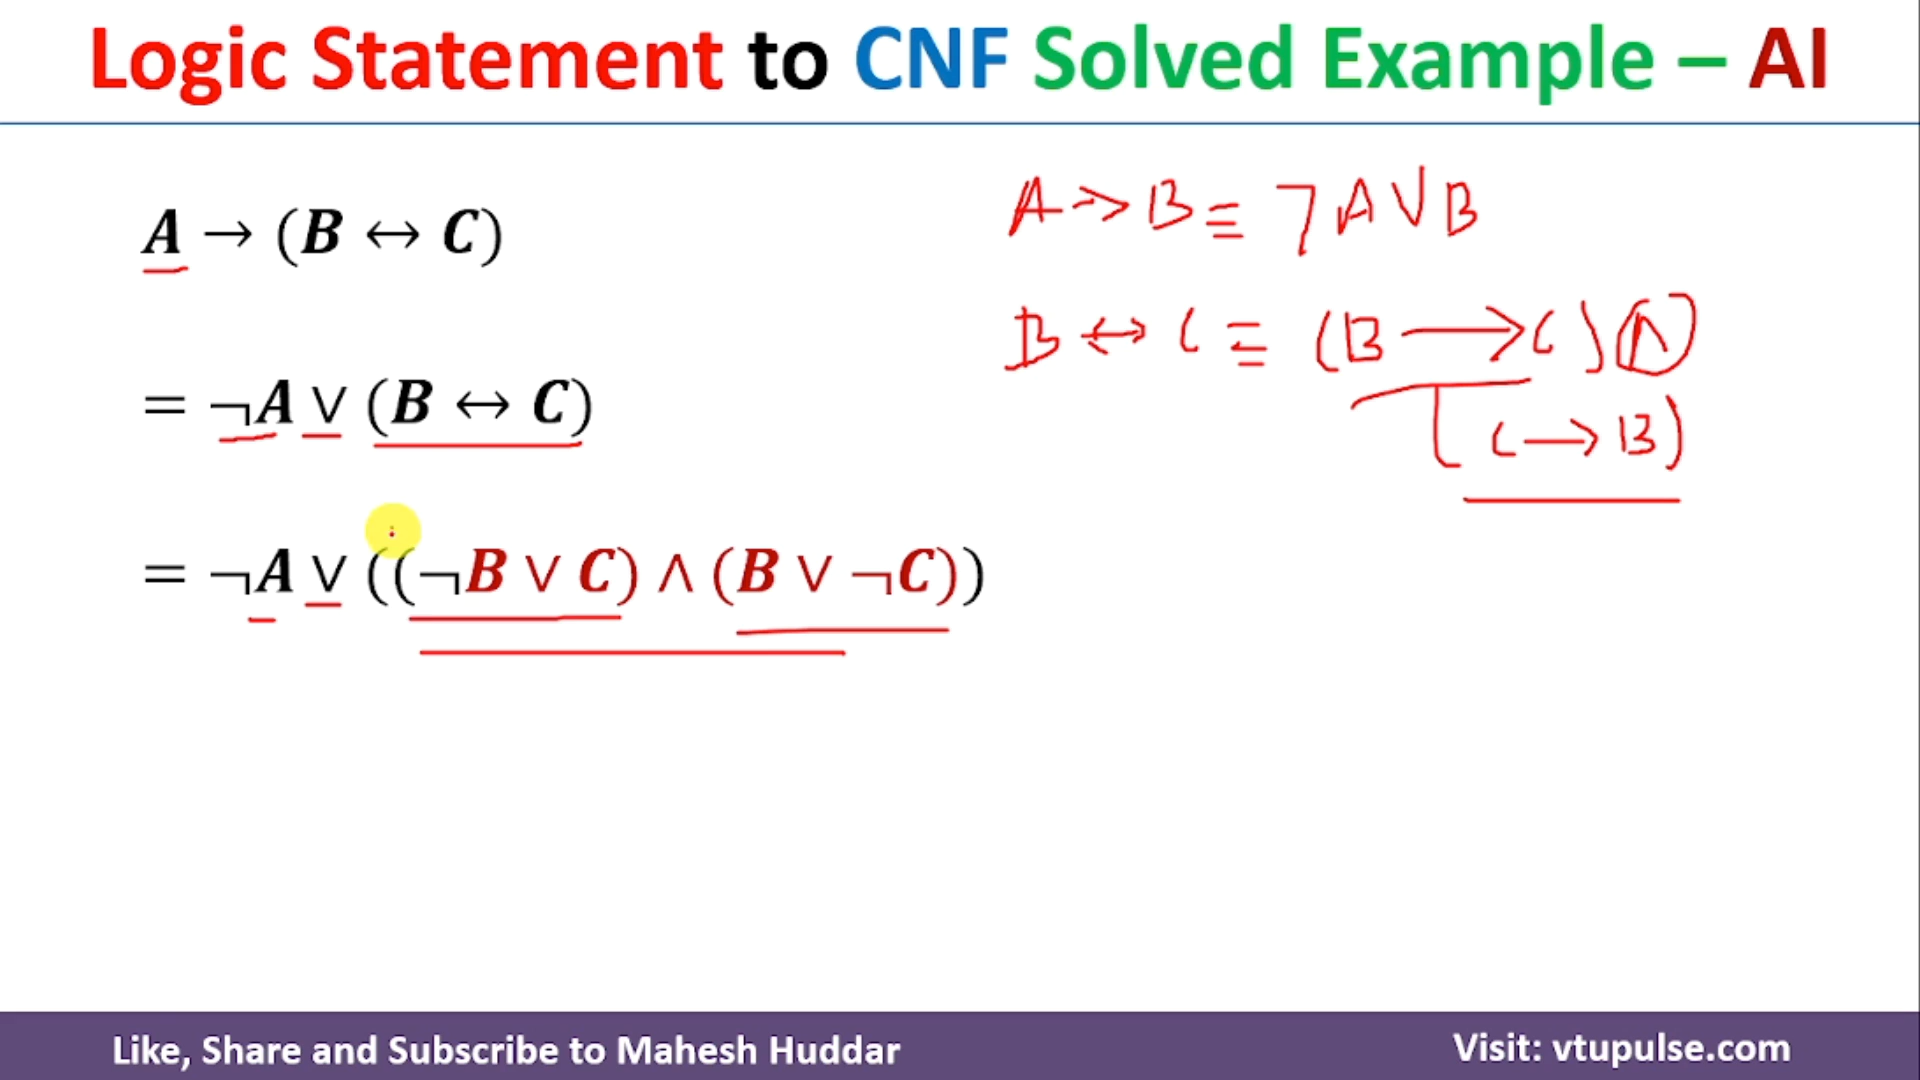 Logic Statement to CNF Solved Example – AI
A → (B ↔ C)
A → B ≡ ¬A ∨ B
B ↔ C ≡ (B → C) ∧
(C → B)
= ¬A ∨ (B ↔ C)
= ¬A ∨ ((¬B ∨ C) ∧ (B ∨ ¬C))
Like, Share and Subscribe to Mahesh Huddar
Visit: vtupulse.com